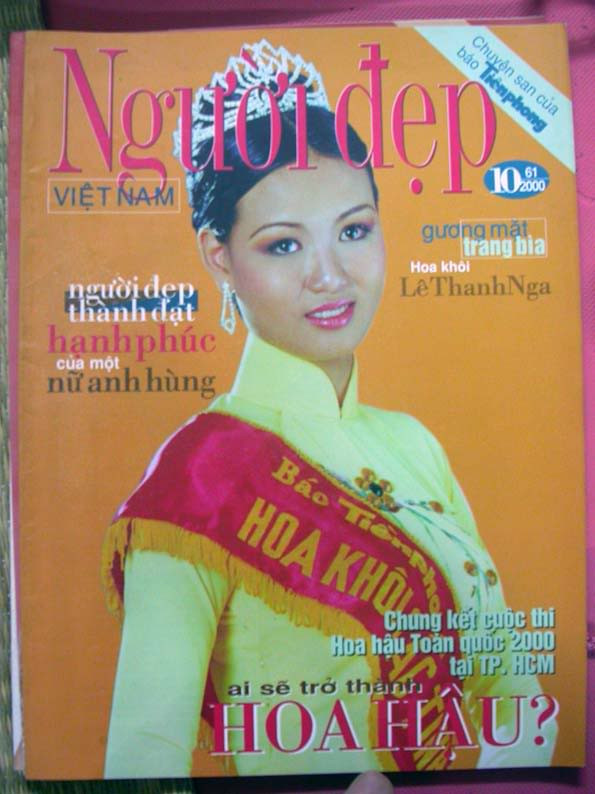 Người đẹp
VIỆT NAM
Chuyên san của
báo Tiềnphong
10 61
2000
gương mặt
trang bìa
Hoa khôi
Lê Thanh Nga
người đẹp
thành đạt
hạnh phúc
của một
nữ anh hùng
Báo Tiền Pho
HOA KHÔI
Chung kết cuộc thi
Hoa hậu Toàn quốc 2000
tại TP. HCM
ai sẽ trở thành
HOA HẬU?